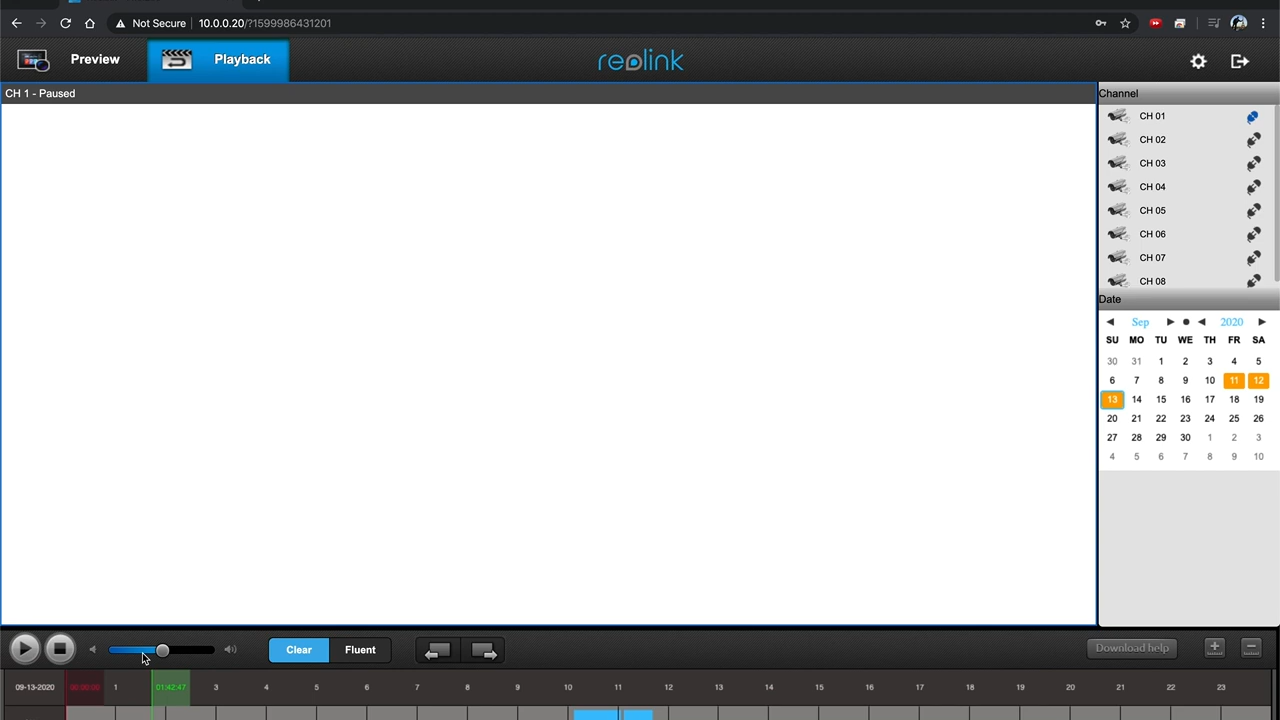 Not Secure 10.0.0.20/?1599986431201
Preview Playback reolink
CH 1 - Paused
Channel
CH 01
CH 02
CH 03
CH 04
CH 05
CH 06
CH 07
CH 08
Date
Sep 2020
SU MO TU WE TH FR SA
30 31 1 2 3 4 5
6 7 8 9 10 11 12
13 14 15 16 17 18 19
20 21 22 23 24 25 26
27 28 29 30 1 2 3
4 5 6 7 8 9 10
Clear Fluent Download help
09-13-2020 00:00:00 1 01:42:47 3 4 5 6 7 8 9 10 11 12 13 14 15 16 17 18 19 20 21 22 23